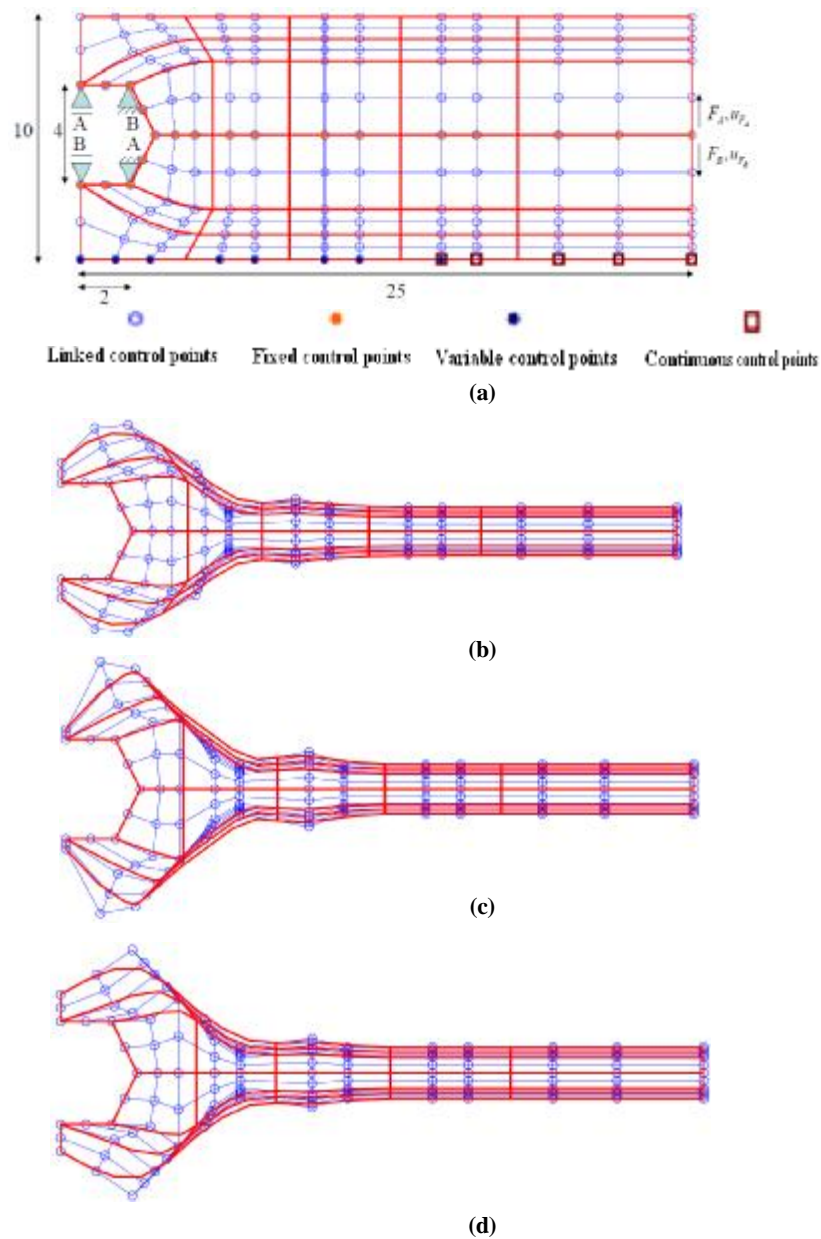 10
4
A
B
B
A
F_A, u_{F_A}
F_B, u_{F_B}
2
25
Linked control points
Fixed control points
Variable control points
Continuous control points
(a)
(b)
(c)
(d)